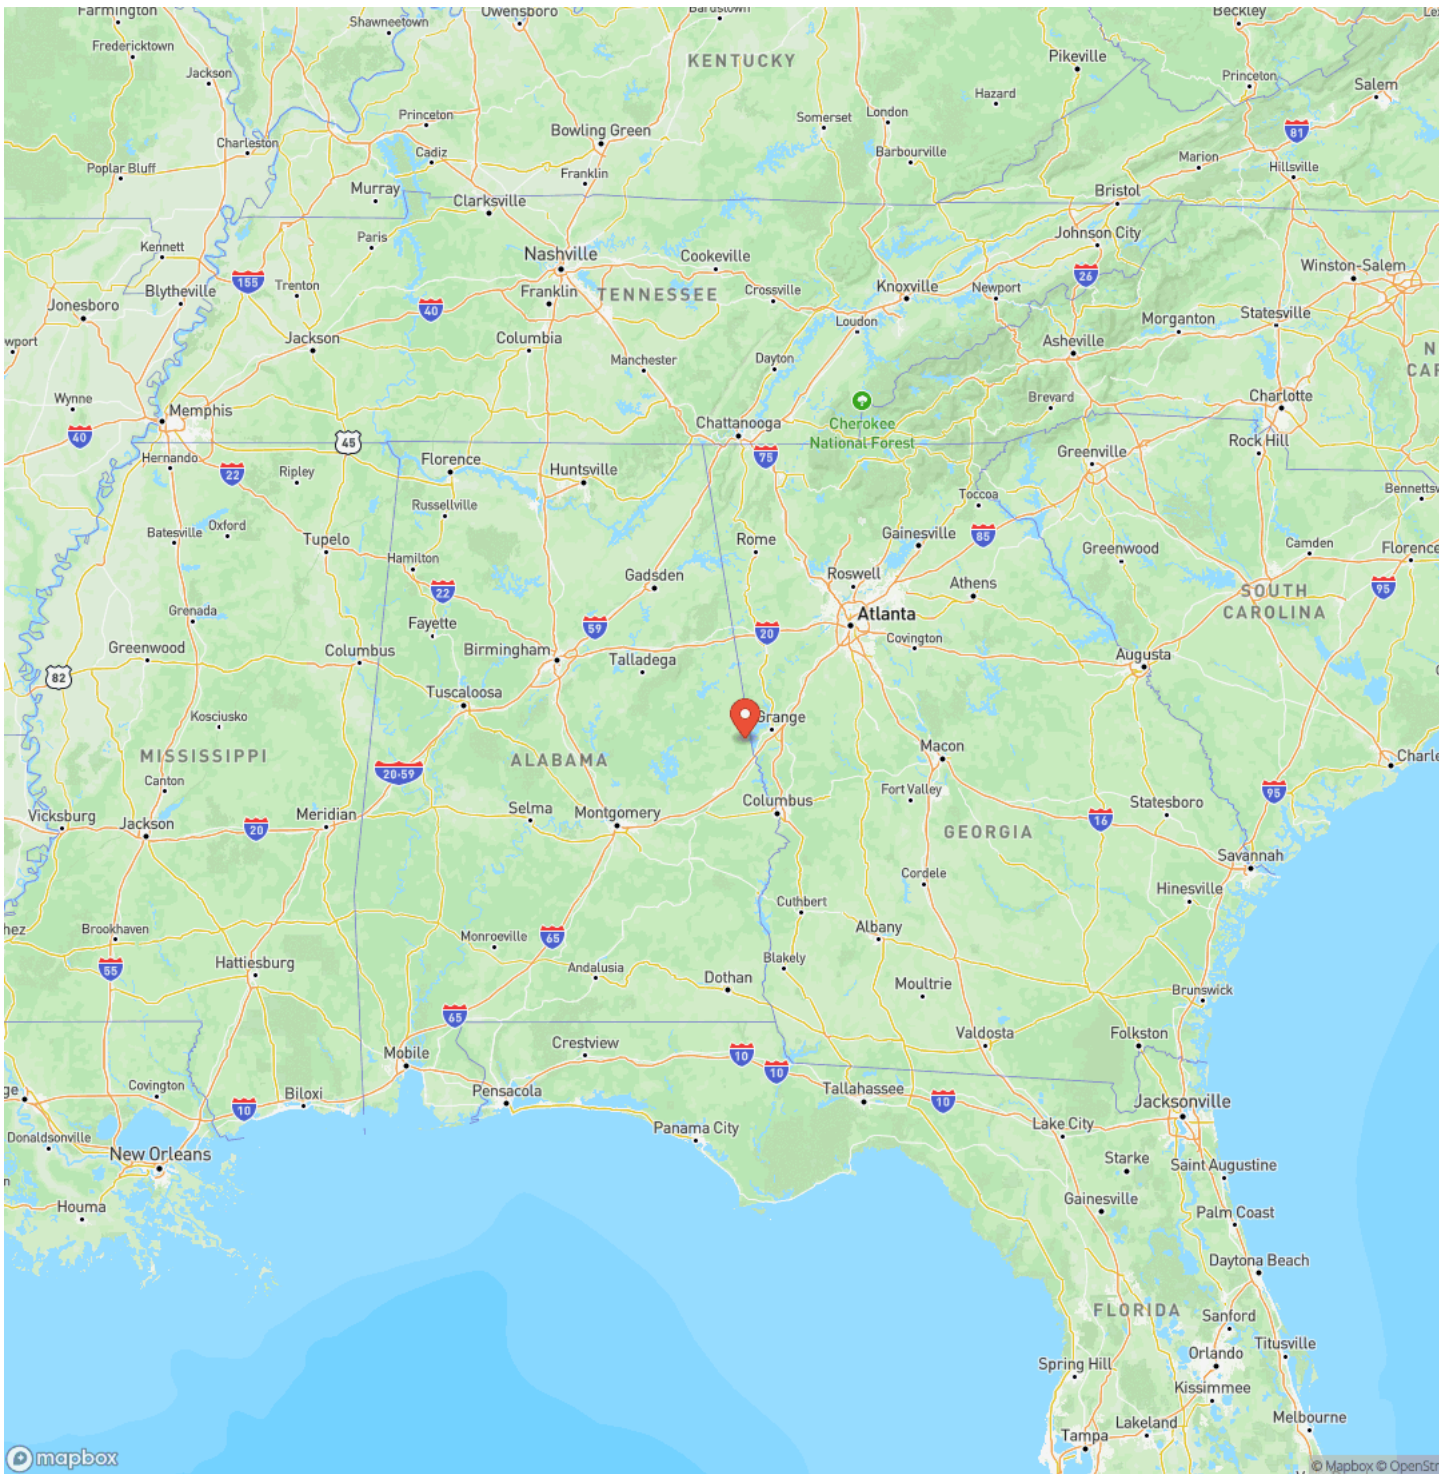 Farmington
Shawneetown
Owensboro
Bardstown
Beckley
Fredericktown
KENTUCKY
Pikeville
Jackson
Princeton
Salem
Hazard
Princeton
Somerset
London
Charleston
Bowling Green
81
Cadiz
Barbourville
Marion
Poplar Bluff
Franklin
Hillsville
Murray
Clarksville
Bristol
Paris
Johnson City
Kennett
Nashville
Cookeville
Winston-Salem
155
Trenton
26
Blytheville
Franklin
TENNESSEE
Crossville
Knoxville
Newport
Jonesboro
40
Statesville
Loudon
Morganton
wport
Jackson
Columbia
Asheville
N
Manchester
Dayton
CAR
Wynne
Brevard
Charlotte
Memphis
Cherokee
National Forest
Chattanooga
40
45
Rock Hill
Hernando
Florence
75
Greenville
22
Ripley
Huntsville
Bennettsv
Russellville
Toccoa
Batesville
Oxford
Tupelo
Rome
Gainesville
85
Camden
Hamilton
Greenwood
Florence
Gadsden
Roswell
22
Athens
SOUTH
CAROLINA
95
Grenada
Fayette
59
20
Atlanta
Greenwood
Columbus
Birmingham
Talladega
Covington
Augusta
82
Tuscaloosa
Kosciusko
Grange
MISSISSIPPI
ALABAMA
Macon
Charle
20-59
Canton
Fort Valley
95
Vicksburg
Jackson
20
Meridian
Selma
Montgomery
Columbus
16
Statesboro
GEORGIA
Savannah
Cordele
Hinesville
hez
Brookhaven
Cuthbert
Monroeville
65
Albany
55
Hattiesburg
Andalusia
Blakely
Dothan
Moultrie
Brunswick
65
Valdosta
Folkston
Crestview
Mobile
10
10
Covington
Biloxi
Pensacola
Tallahassee
ge
10
10
Jacksonville
Donaldsonville
Panama City
Lake City
New Orleans
Starke
Saint Augustine
n
Houma
Gainesville
Palm Coast
Daytona Beach
FLORIDA
Sanford
Titusville
Spring Hill
Orlando
Kissimmee
Lakeland
Melbourne
Tampa
mapbox
© Mapbox © OpenStr